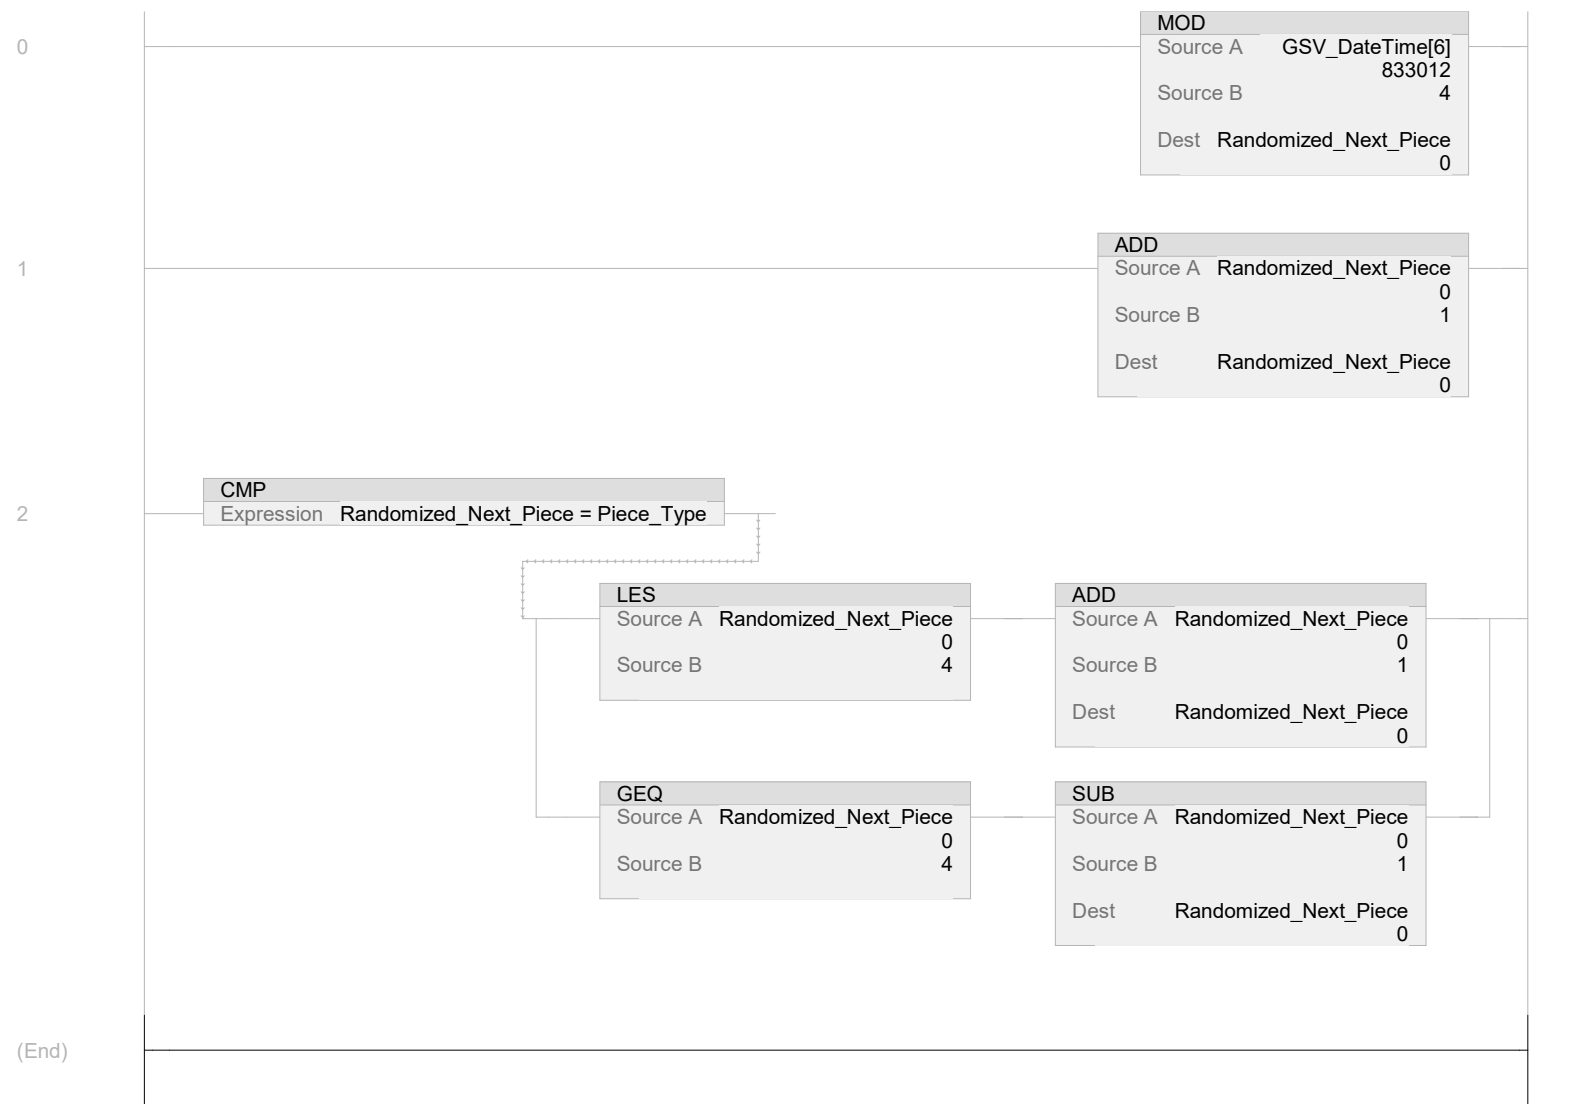 MOD
0
Source A GSV_DateTime[6]
833012
Source B 4
Dest Randomized_Next_Piece
0
ADD
1
Source A Randomized_Next_Piece
0
Source B 1
Dest Randomized_Next_Piece
0
CMP
2
Expression Randomized_Next_Piece = Piece_Type
LES
Source A Randomized_Next_Piece
0
Source B 4
ADD
Source A Randomized_Next_Piece
0
Source B 1
Dest Randomized_Next_Piece
0
GEQ
Source A Randomized_Next_Piece
0
Source B 4
SUB
Source A Randomized_Next_Piece
0
Source B 1
Dest Randomized_Next_Piece
0
(End)